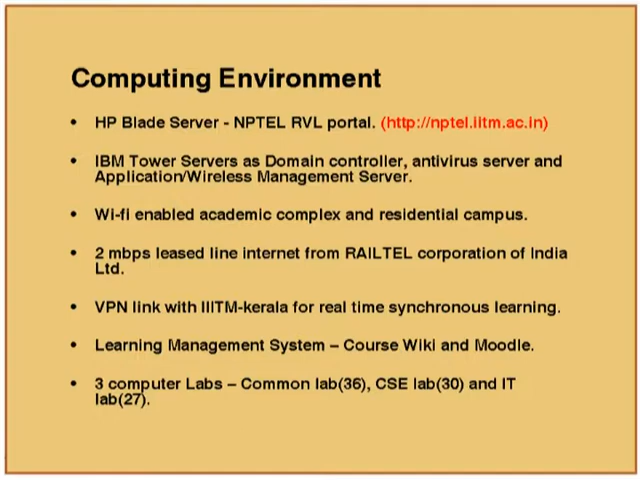 Computing Environment
• HP Blade Server - NPTEL RVL portal. (http://nptel.iitm.ac.in)
• IBM Tower Servers as Domain controller, antivirus server and
Application/Wireless Management Server.
• Wi-fi enabled academic complex and residential campus.
• 2 mbps leased line internet from RAILTEL corporation of India
Ltd.
• VPN link with IIITM-kerala for real time synchronous learning.
• Learning Management System – Course Wiki and Moodle.
• 3 computer Labs – Common lab(36), CSE lab(30) and IT
lab(27).